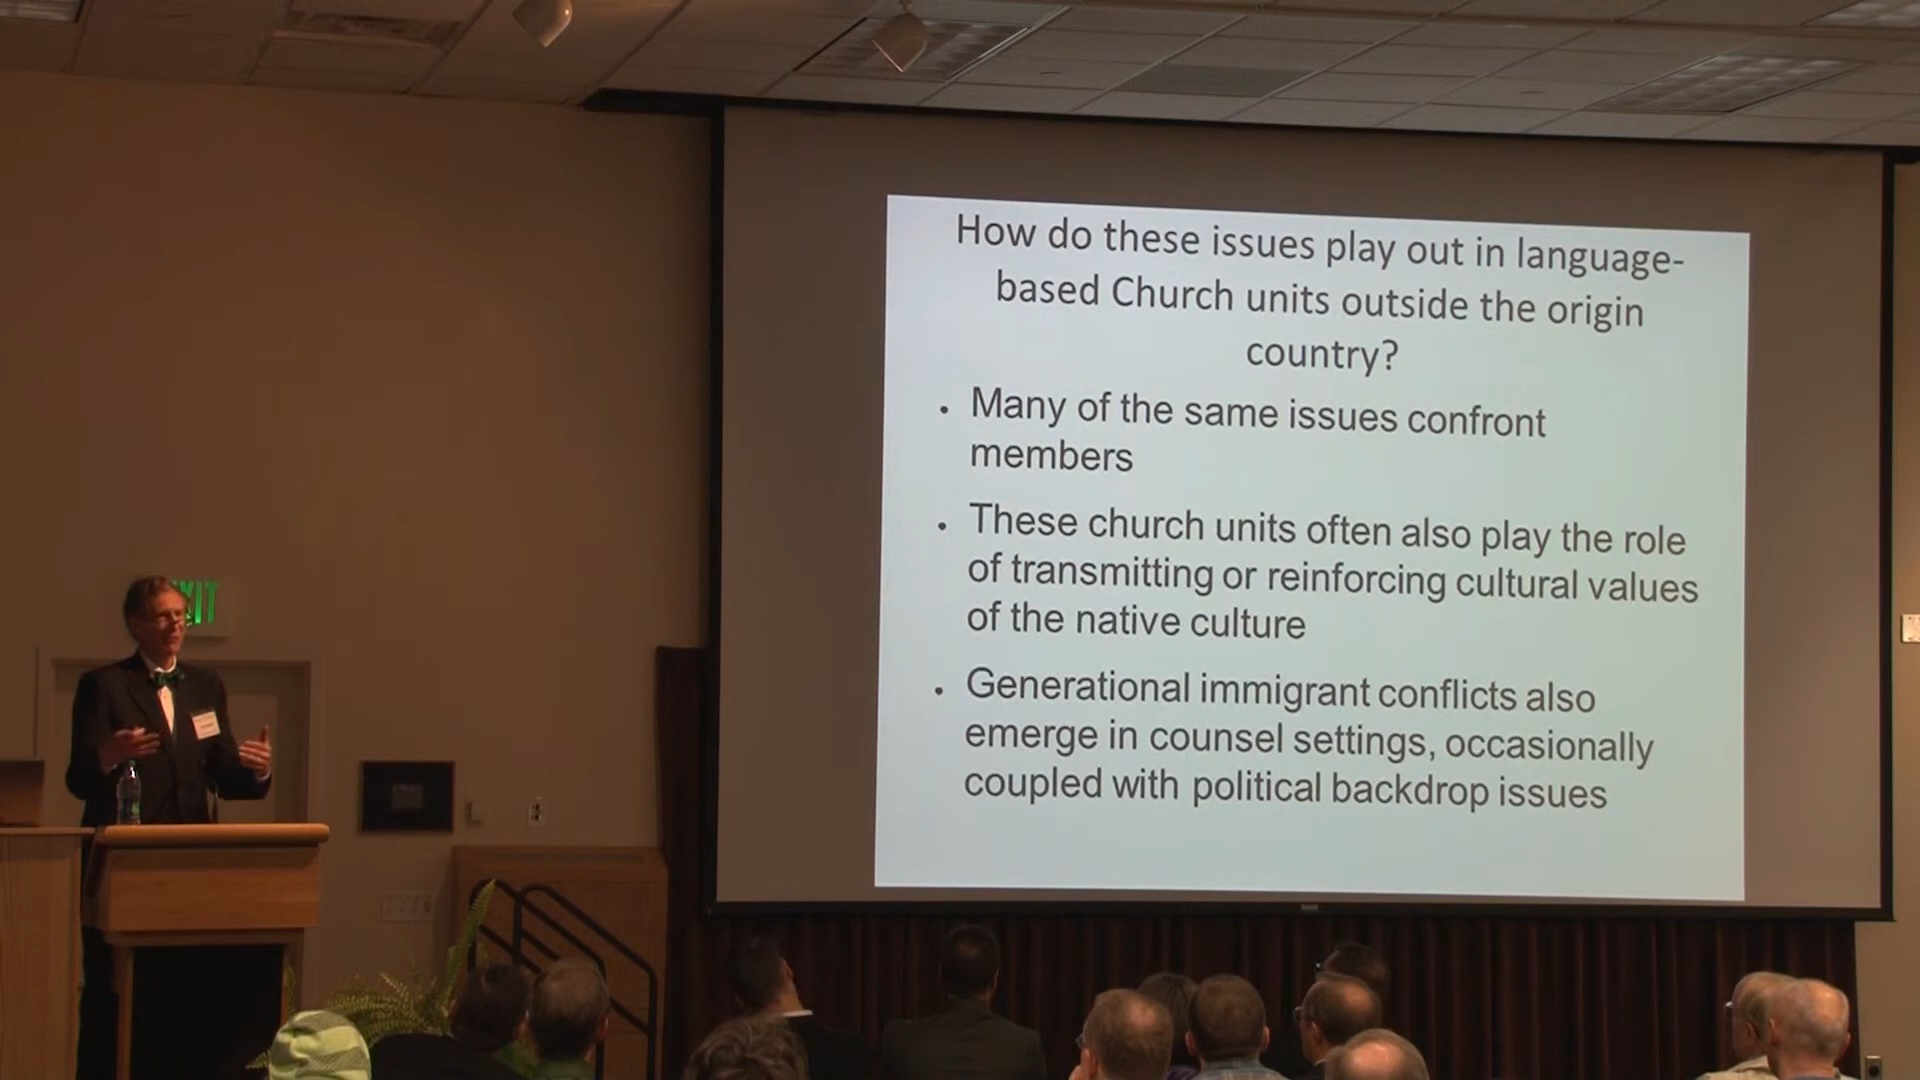 How do these issues play out in language-
based Church units outside the origin
country?
• Many of the same issues confront
members
• These church units often also play the role
of transmitting or reinforcing cultural values
of the native culture
• Generational immigrant conflicts also
emerge in counsel settings, occasionally
coupled with political backdrop issues